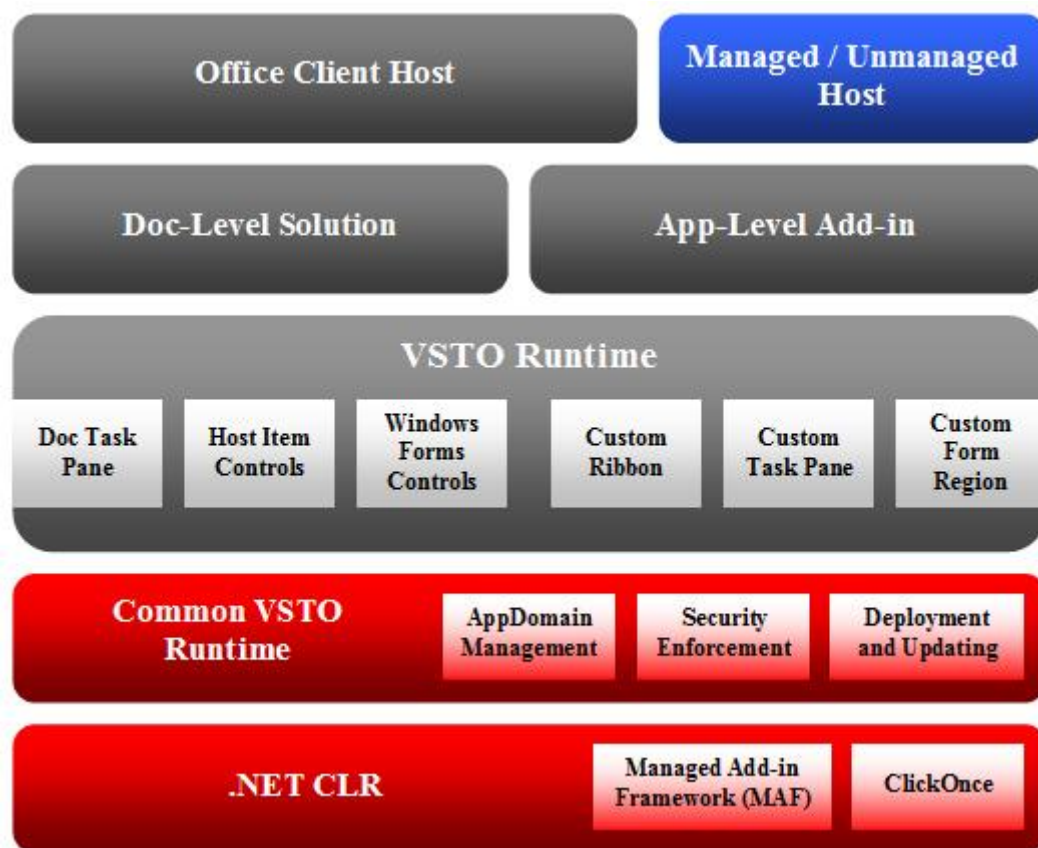 Office Client Host
Managed / Unmanaged
Host
Doc-Level Solution
App-Level Add-in
VSTO Runtime
Doc Task
Pane
Host Item
Controls
Windows
Forms
Controls
Custom
Ribbon
Custom
Task Pane
Custom
Form
Region
Common VSTO
Runtime
AppDomain
Management
Security
Enforcement
Deployment
and Updating
.NET CLR
Managed Add-in
Framework (MAF)
ClickOnce